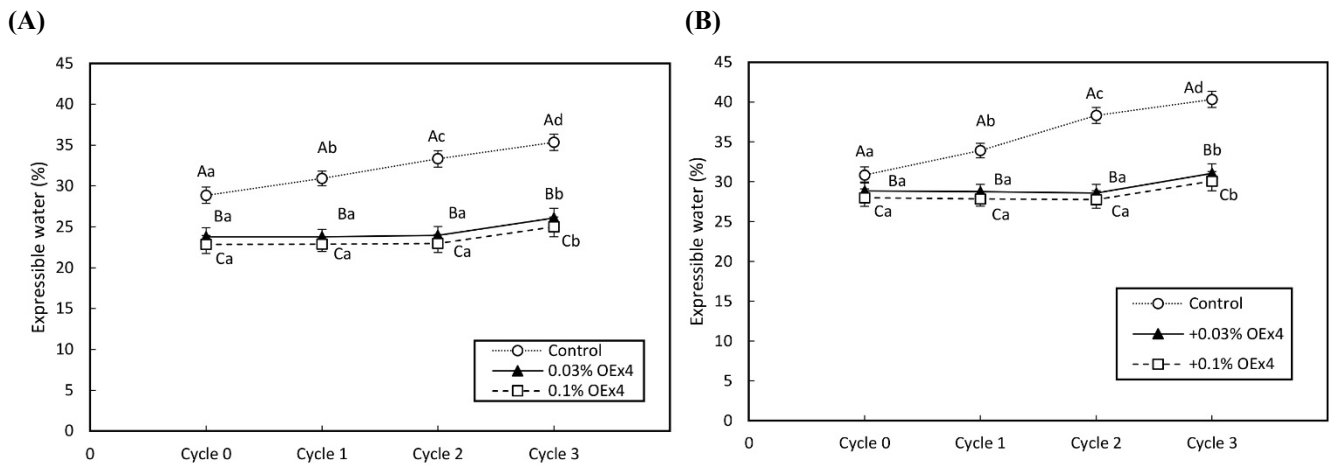 (A)
45
40
35
30
25
20
15
10
5
0
Expressible water (%)
Aa
Ab
Ac
Ad
Ba
Ba
Ba
Bb
Ca
Ca
Ca
Cb
Control
0.03% OEx4
0.1% OEx4
0 Cycle 0 Cycle 1 Cycle 2 Cycle 3
(B)
45
40
35
30
25
20
15
10
5
0
Expressible water (%)
Aa
Ab
Ac
Ad
Ba
Ba
Ba
Bb
Ca
Ca
Ca
Cb
Control
+0.03% OEx4
+0.1% OEx4
0 Cycle 0 Cycle 1 Cycle 2 Cycle 3